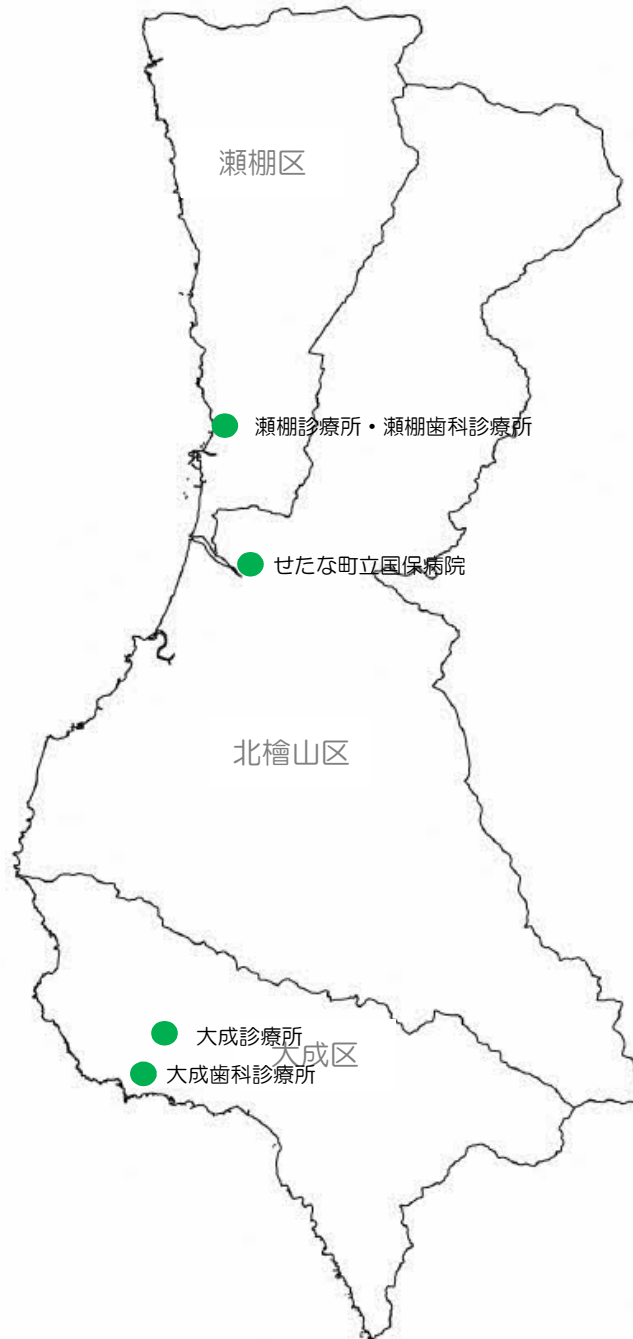 瀬棚区
瀬棚診療所・瀬棚歯科診療所
せたな町立国保病院
北檜山区
大成診療所
大成区
大成歯科診療所